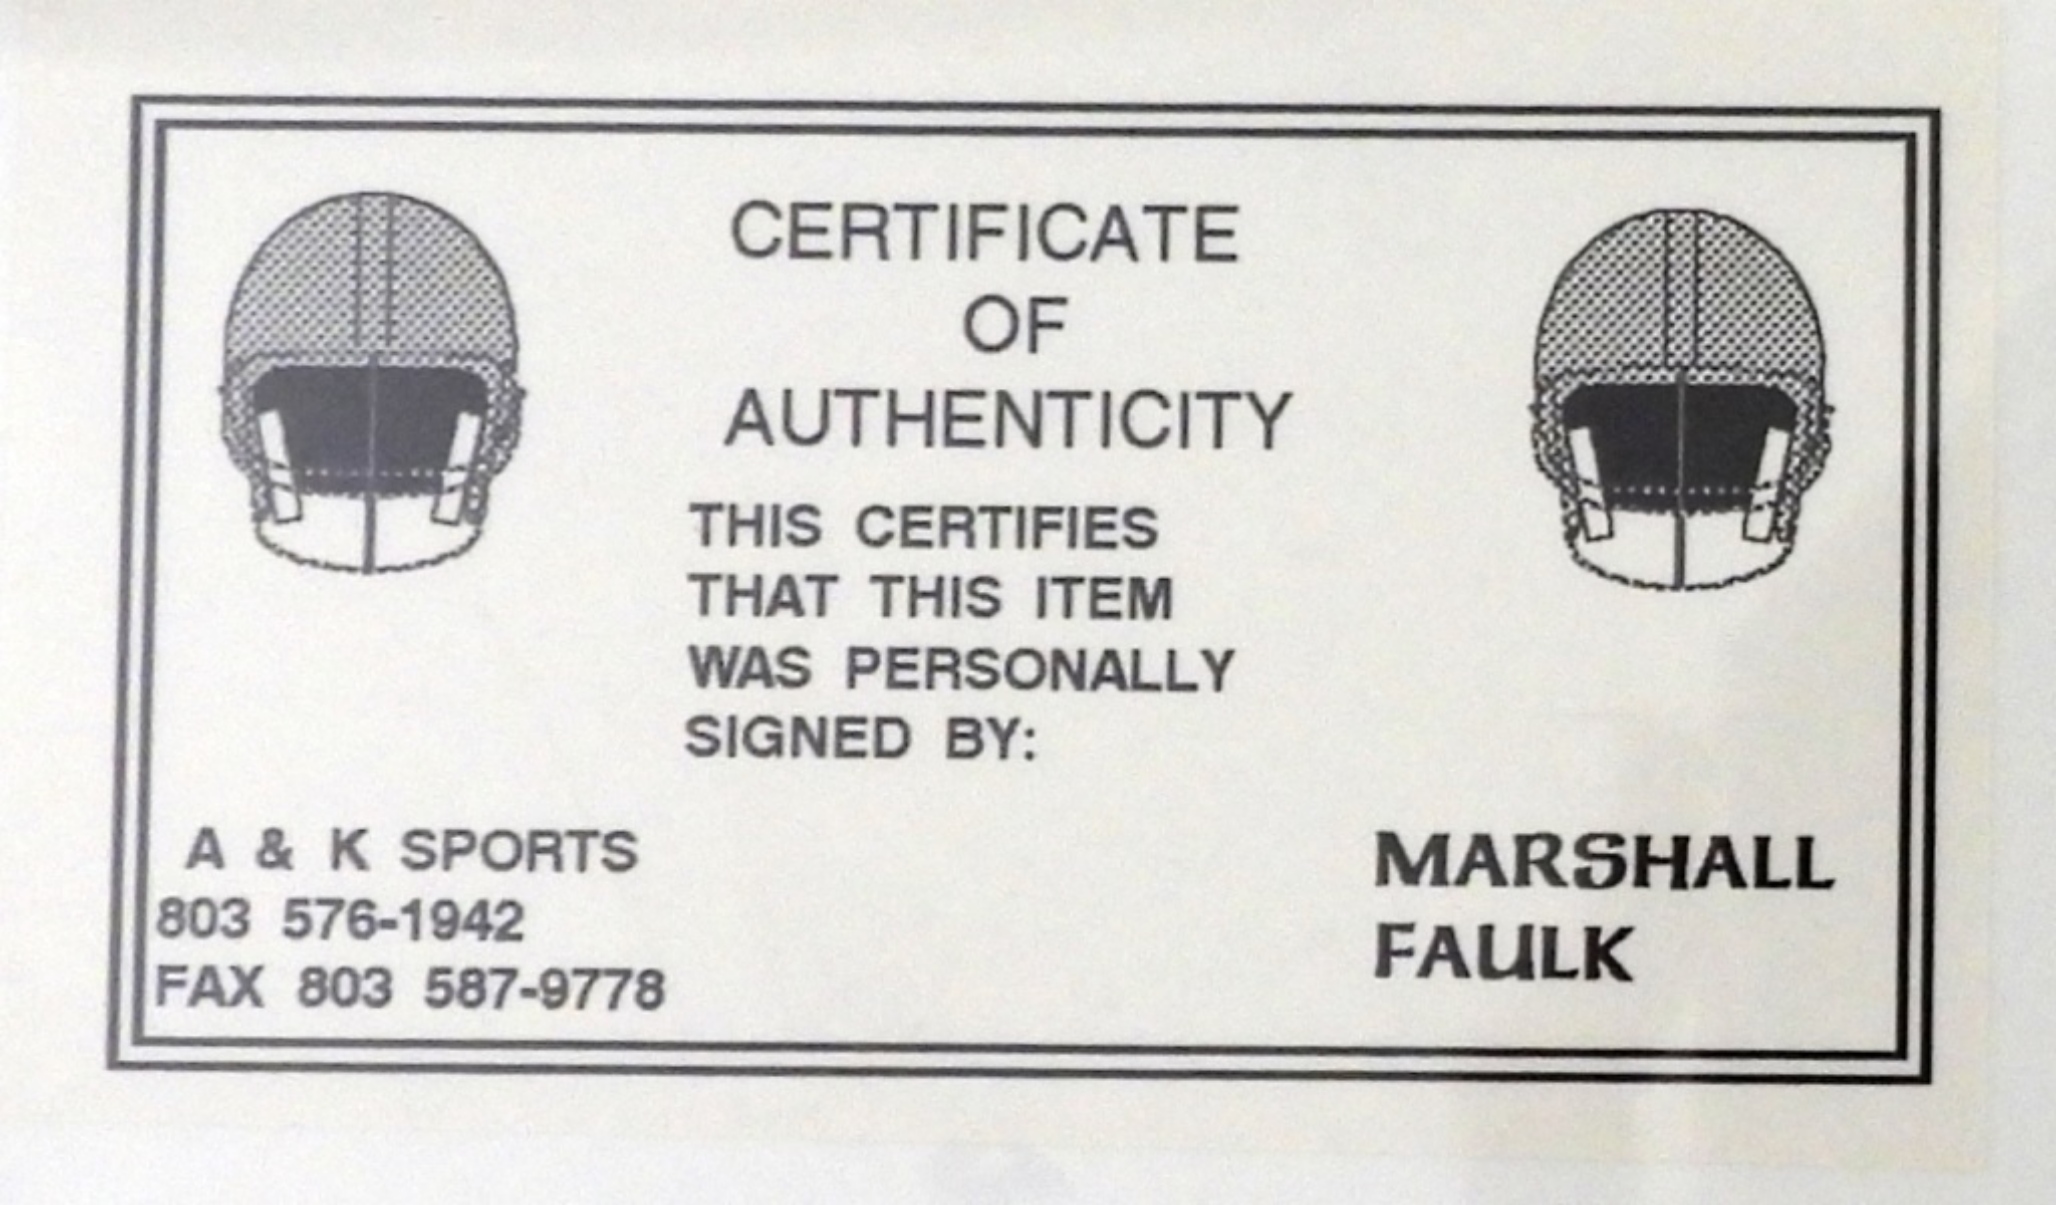 CERTIFICATE
OF
AUTHENTICITY
THIS CERTIFIES
THAT THIS ITEM
WAS PERSONALLY
SIGNED BY:
A & K SPORTS
803 576-1942
FAX 803 587-9778
MARSHALL
FAULK